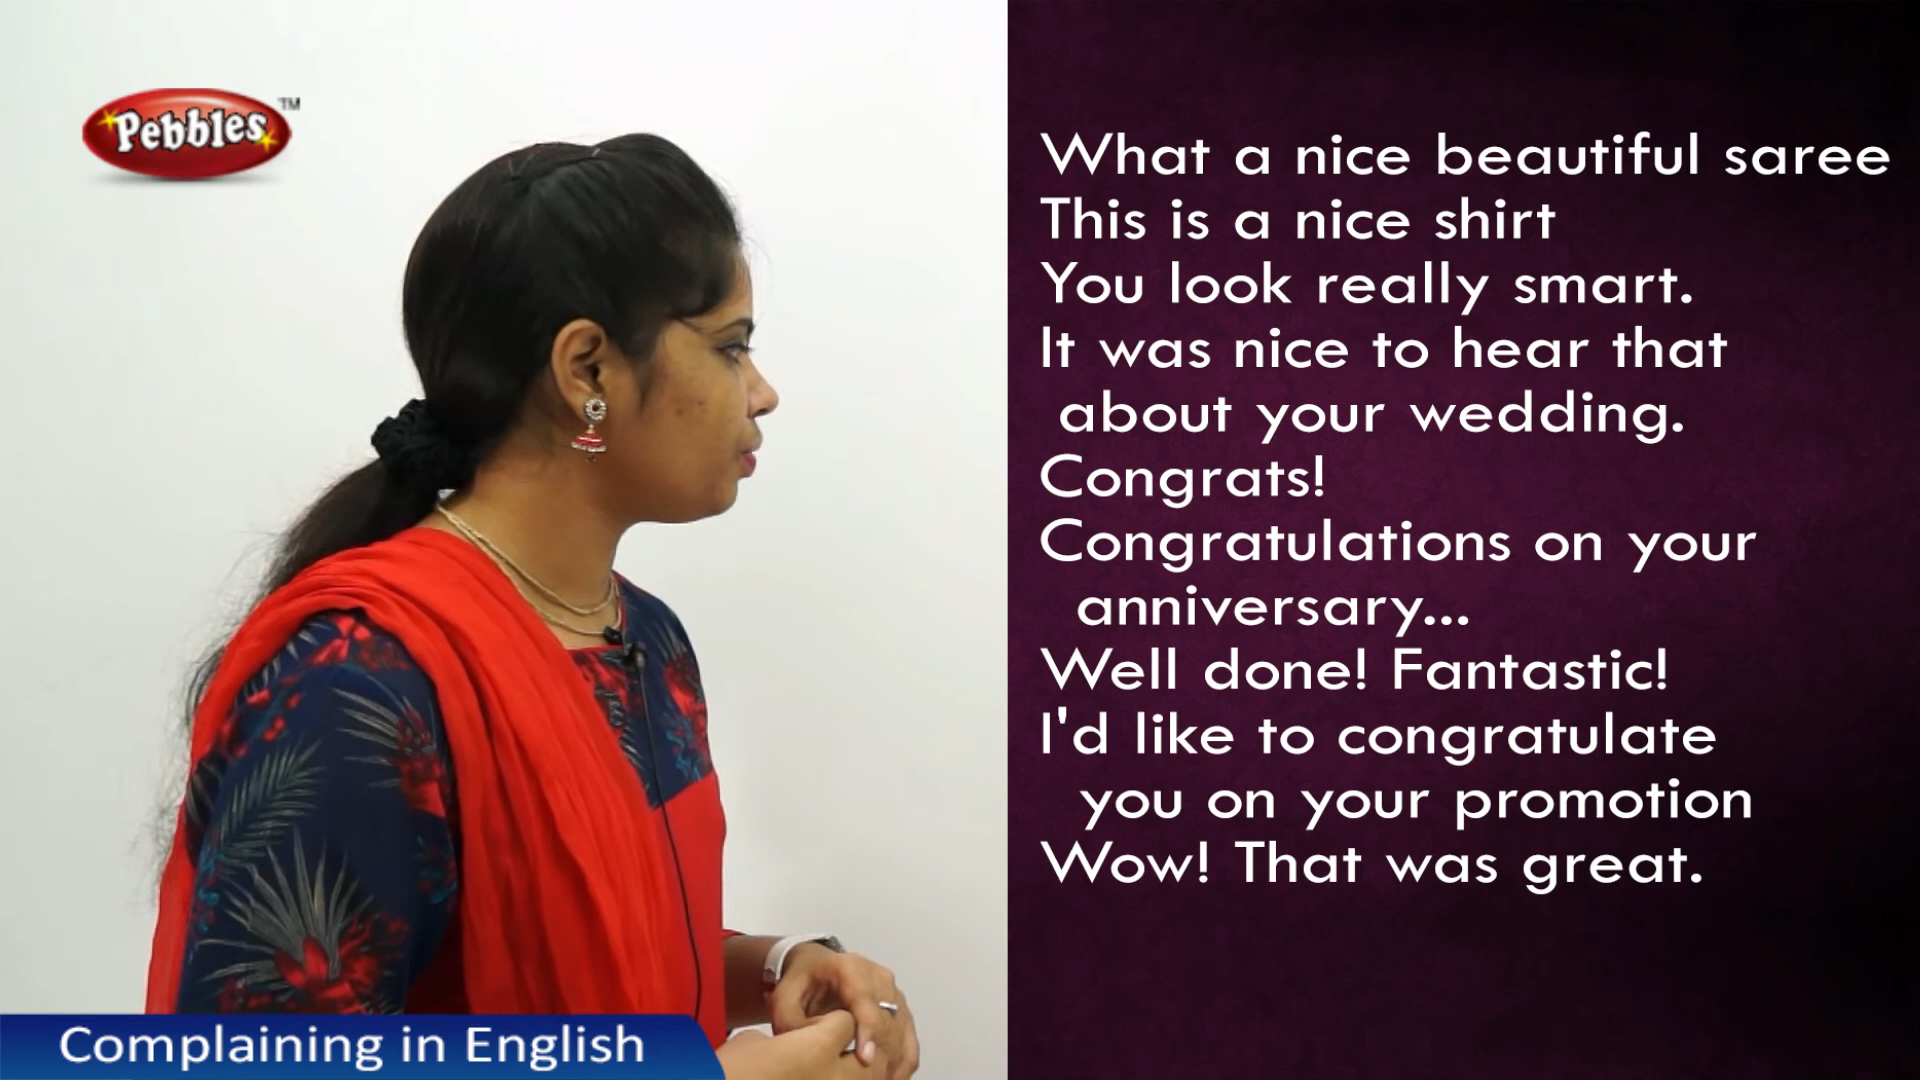 Pebbles TM
What a nice beautiful saree
This is a nice shirt
You look really smart.
It was nice to hear that
about your wedding.
Congrats!
Congratulations on your
anniversary...
Well done! Fantastic!
I'd like to congratulate
you on your promotion
Wow! That was great.
Complaining in English